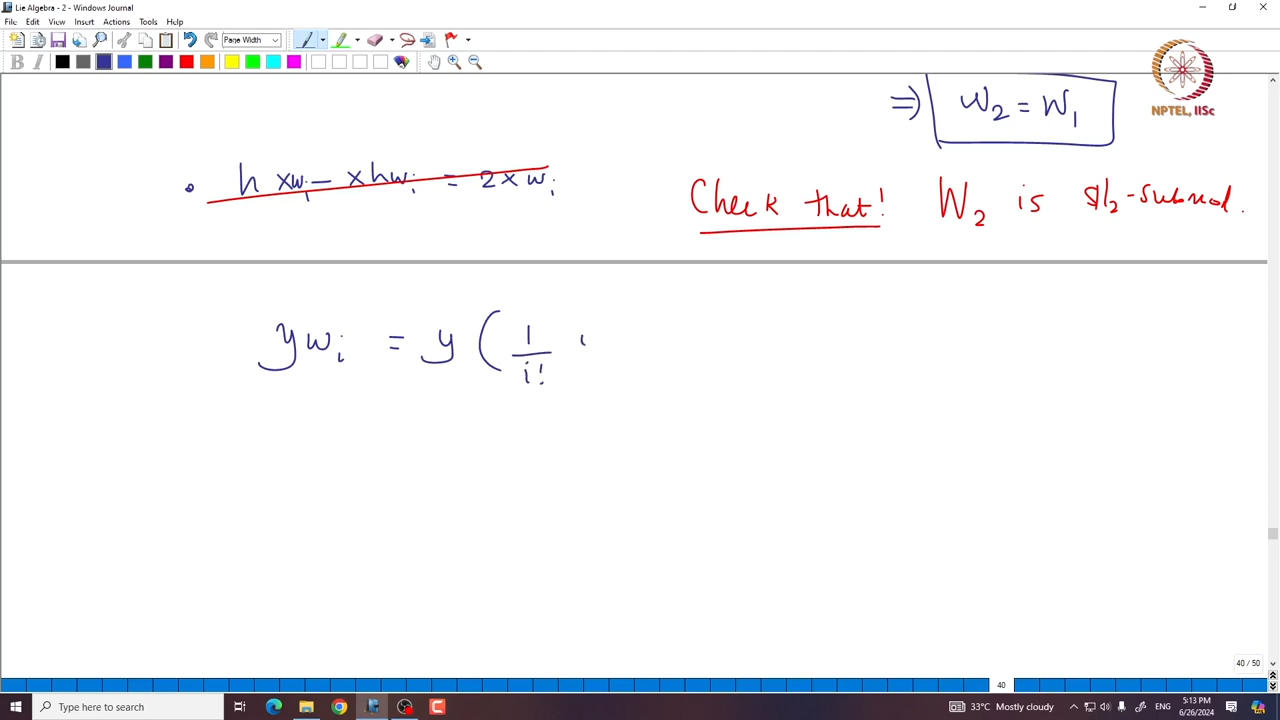 Lie Algebra - 2 - Windows Journal
File Edit View Insert Actions Tools Help
Page Width
B I
NPTEL, IISc
⇒) W₂ = W₁
• h xwᵢ − x h wᵢ = 2 x wᵢ
Check that! W₂ is sl₂-submod.
y wᵢ = y ( 1/i!
40 / 50
40
Type here to search
33°C Mostly cloudy
5:13 PM
6/26/2024